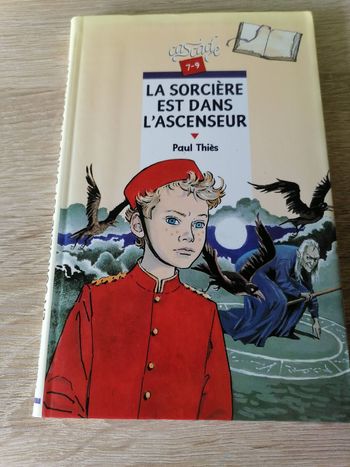 cascade
7-9
LA SORCIÈRE
EST DANS
L'ASCENSEUR
Paul Thiès